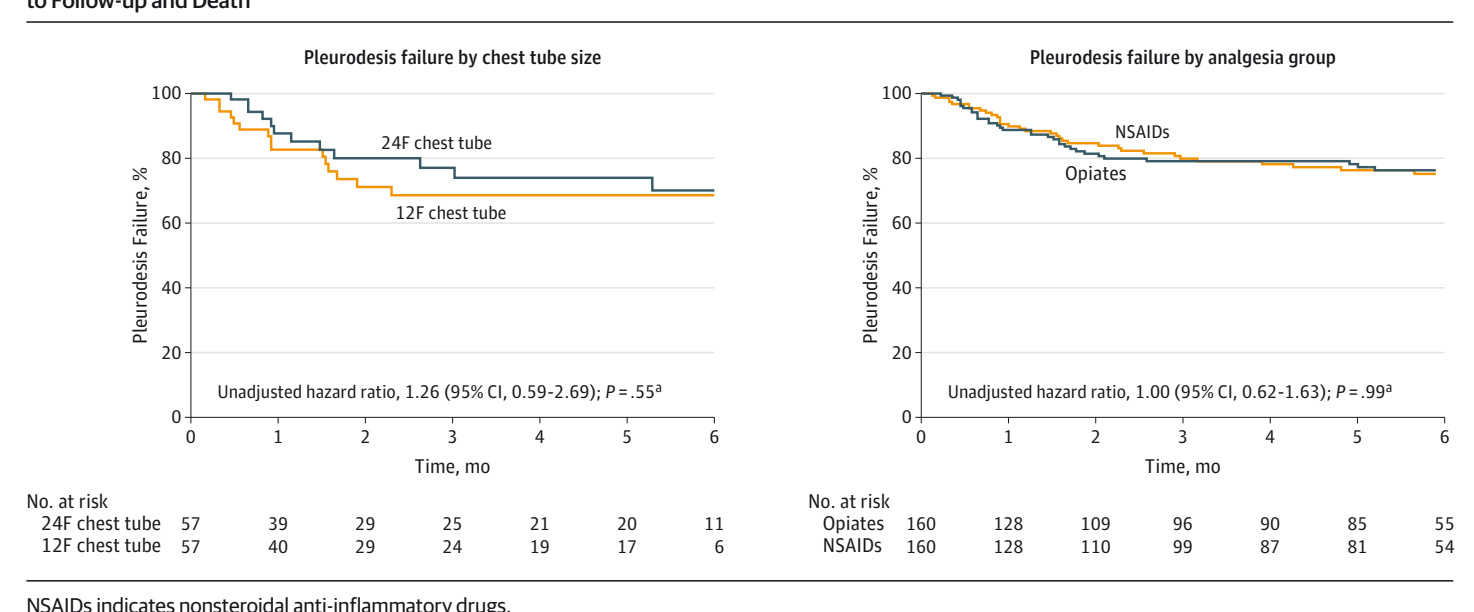 to Follow-up and Death
Pleurodesis failure by chest tube size
100
80
60
40
20
0
Pleurodesis Failure, %
24F chest tube
12F chest tube
Unadjusted hazard ratio, 1.26 (95% CI, 0.59-2.69); P = .55a
0 1 2 3 4 5 6
Time, mo
No. at risk
24F chest tube 57 39 29 25 21 20 11
12F chest tube 57 40 29 24 19 17 6
Pleurodesis failure by analgesia group
100
80
60
40
20
0
Pleurodesis Failure, %
NSAIDs
Opiates
Unadjusted hazard ratio, 1.00 (95% CI, 0.62-1.63); P = .99a
0 1 2 3 4 5 6
Time, mo
No. at risk
Opiates 160 128 109 96 90 85 55
NSAIDs 160 128 110 99 87 81 54
NSAIDs indicates nonsteroidal anti-inflammatory drugs.